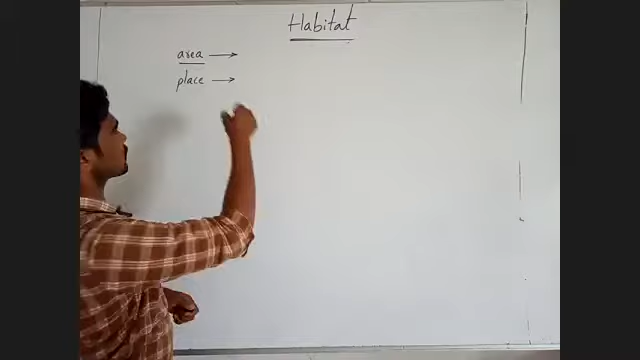 Habitat
area →
place →